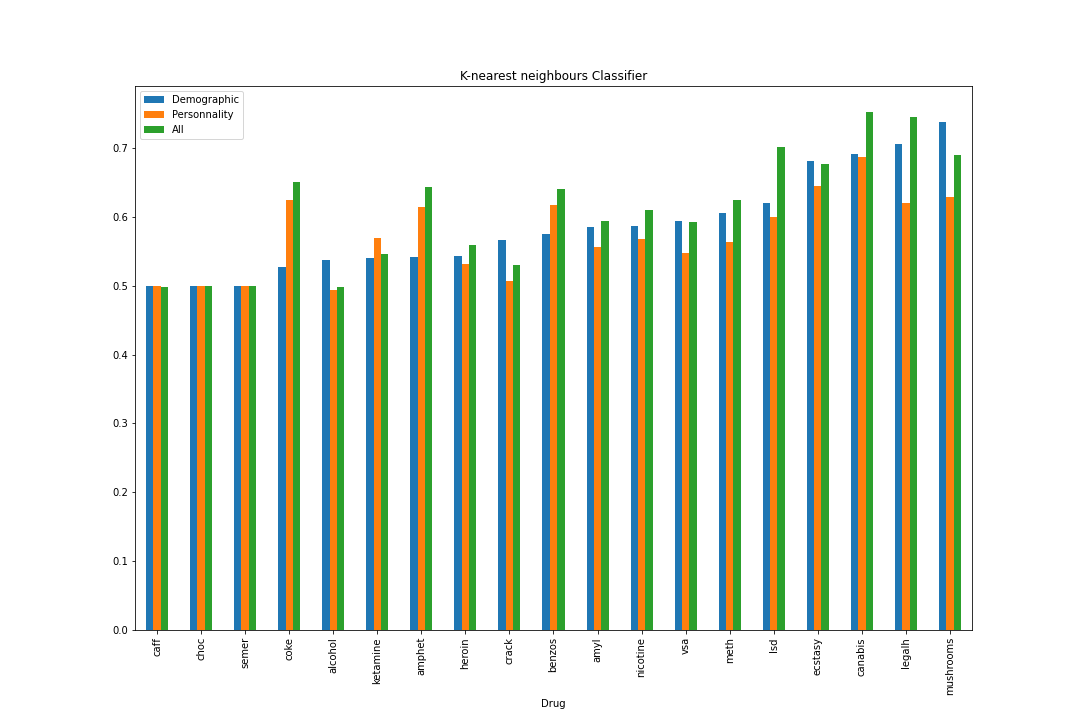 K-nearest neighbours Classifier
Demographic
Personnality
All
0.7
0.6
0.5
0.4
0.3
0.2
0.1
0.0
caff
choc
semer
coke
alcohol
ketamine
amphet
heroin
crack
benzos
amyl
nicotine
vsa
meth
lsd
ecstasy
canabis
legalh
mushrooms
Drug